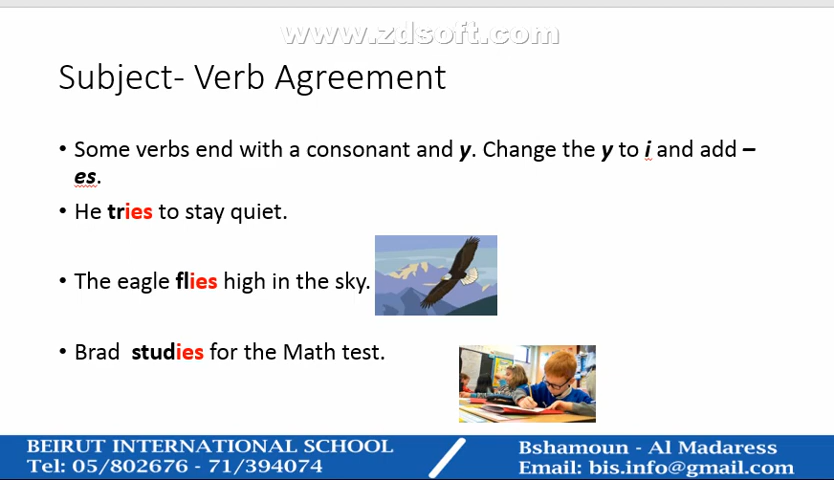 www.zdsoft.com
Subject- Verb Agreement
• Some verbs end with a consonant and y. Change the y to i and add –
es.
• He tries to stay quiet.
• The eagle flies high in the sky.
• Brad studies for the Math test.
BEIRUT INTERNATIONAL SCHOOL
Tel: 05/802676 - 71/394074
Bshamoun - Al Madaress
Email: bis.info@gmail.com